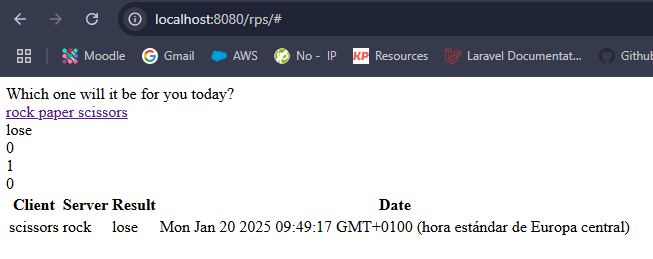 localhost:8080/rps/#
Moodle Gmail AWS No - IP Resources Laravel Documentat... Github
Which one will it be for you today?
rock paper scissors
lose
0
1
0
Client Server Result Date
scissors rock lose Mon Jan 20 2025 09:49:17 GMT+0100 (hora estándar de Europa central)